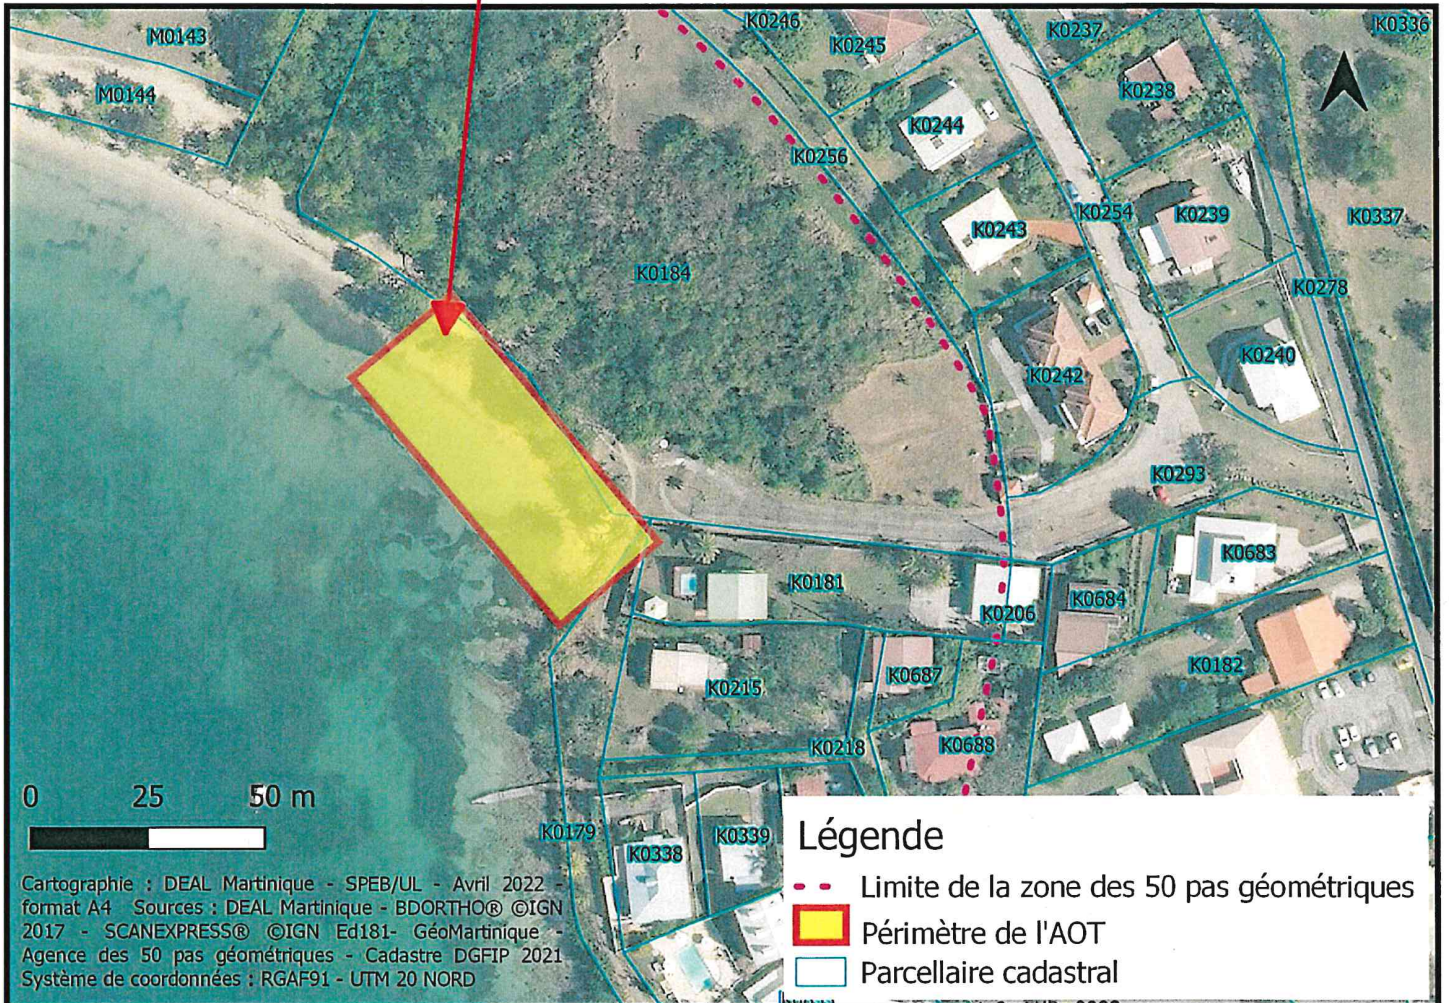 K0246
K0336
M0143
K0245
K0237
M0144
K0238
K0244
K0256
K0254
K0239
K0337
K0243
K0184
K0278
K0240
K0242
K0293
K0683
K0181
K0684
K0206
K0182
K0687
K0215
K0688
K0218
0 25 50 m
K0179
K0338
K0339
Cartographie : DEAL Martinique - SPEB/UL - Avril 2022 -
format A4 Sources : DEAL Martinique - BDORTHO® ©IGN
2017 - SCANEXPRESS® ©IGN Ed181- GéoMartinique -
Agence des 50 pas géométriques - Cadastre DGFIP 2021
Système de coordonnées : RGAF91 - UTM 20 NORD
Légende
Limite de la zone des 50 pas géométriques
Périmètre de l'AOT
Parcellaire cadastral